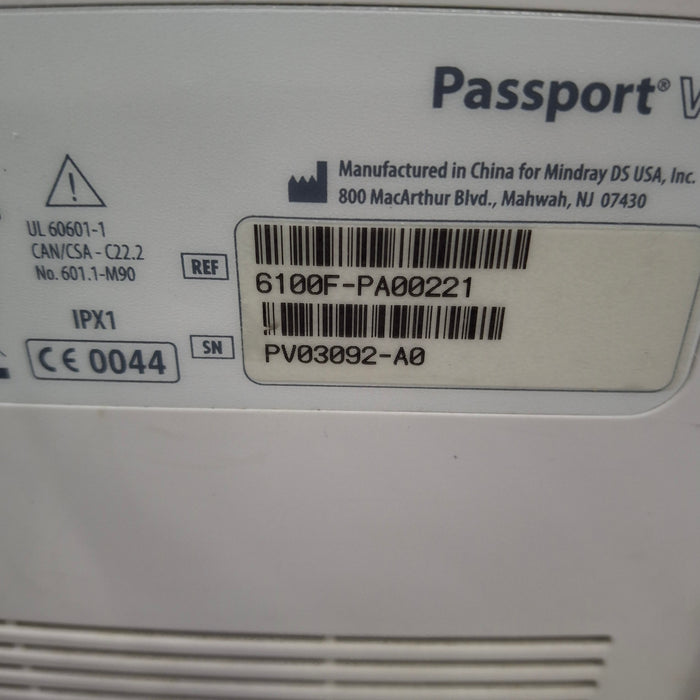 Passport® V
Manufactured in China for Mindray DS USA, Inc.
800 MacArthur Blvd., Mahwah, NJ 07430
UL 60601-1
CAN/CSA - C22.2
No. 601.1-M90
IPX1
CE 0044
REF
6100F-PA00221
SN
PV03092-A0